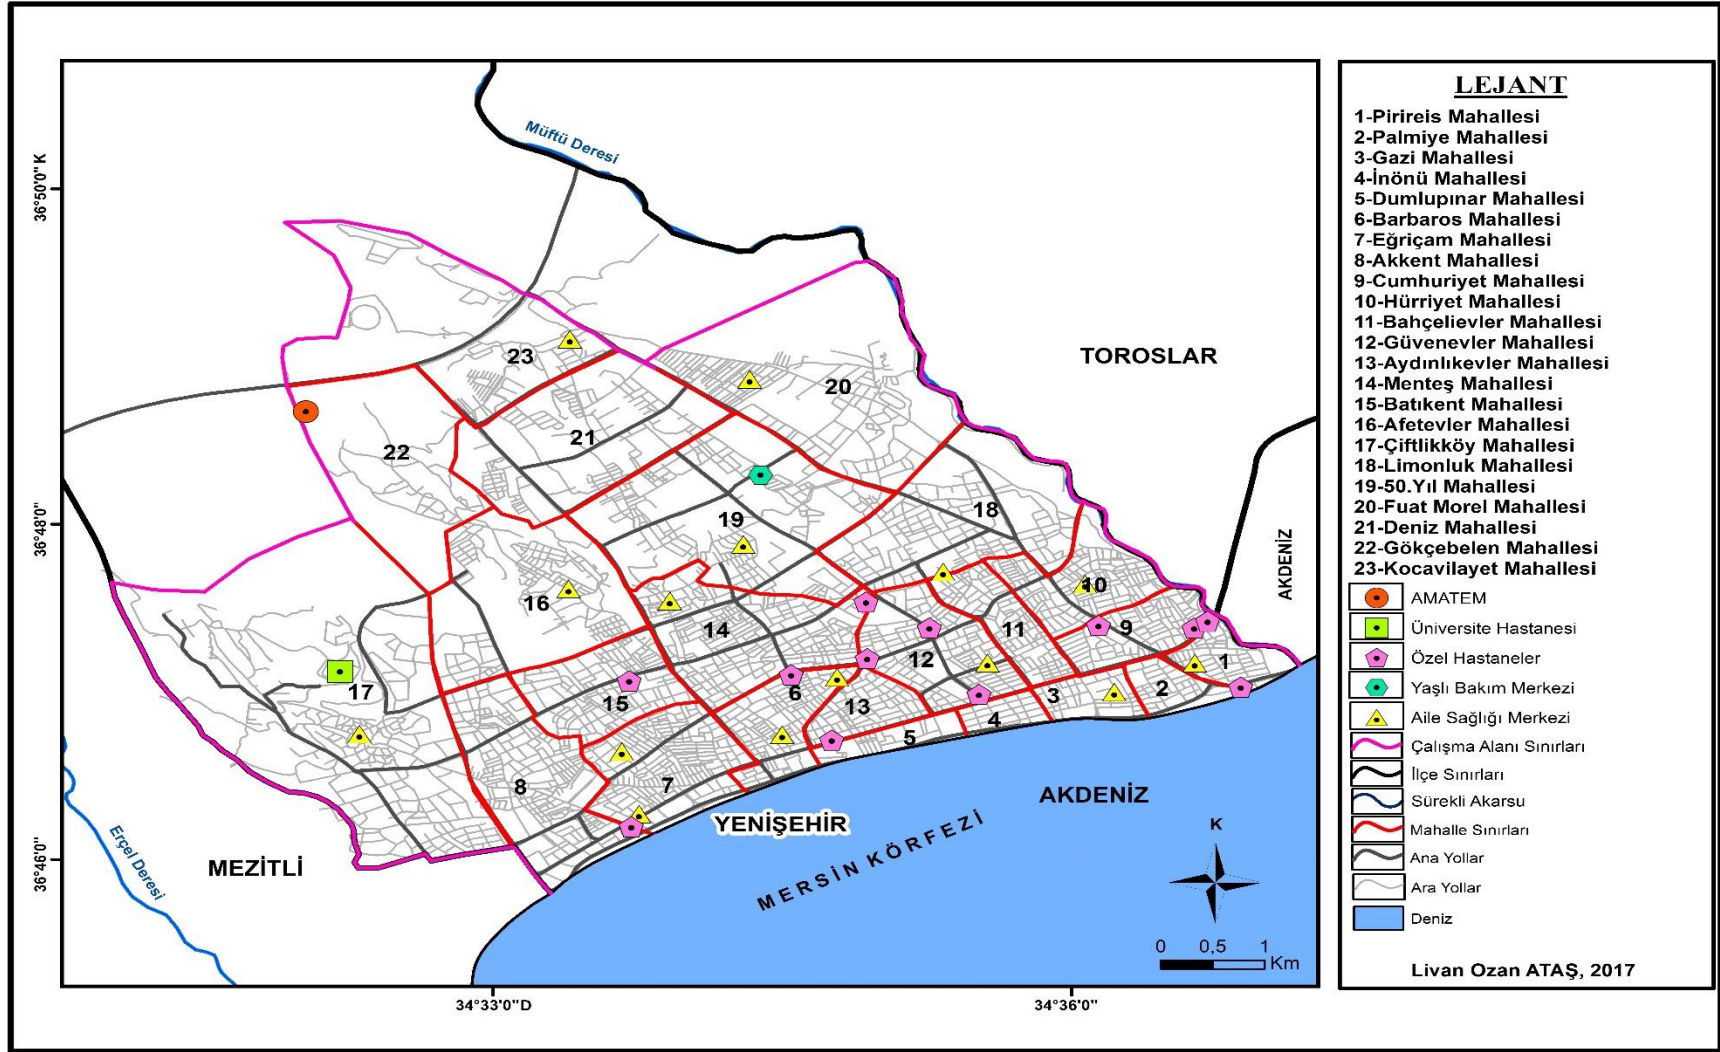 Müftü Deresi
36°50'0"K
36°48'0"
36°46'0"
34°33'0"D
34°36'0"
TOROSLAR
AKDENİZ
23
20
21
22
19
18
16
10
14
11
9
12
1
17
15
6
13
3
2
4
5
8
7
YENİŞEHİR
AKDENİZ
MERSİN KÖRFEZİ
MEZİTLİ
Erçel Deresi
K
0 0,5 1
Km
LEJANT
1-Pirireis Mahallesi
2-Palmiye Mahallesi
3-Gazi Mahallesi
4-İnönü Mahallesi
5-Dumlupınar Mahallesi
6-Barbaros Mahallesi
7-Eğriçam Mahallesi
8-Akkent Mahallesi
9-Cumhuriyet Mahallesi
10-Hürriyet Mahallesi
11-Bahçelievler Mahallesi
12-Güvenevler Mahallesi
13-Aydınlıkevler Mahallesi
14-Menteş Mahallesi
15-Batıkent Mahallesi
16-Afetevler Mahallesi
17-Çiftlikköy Mahallesi
18-Limonluk Mahallesi
19-50.Yıl Mahallesi
20-Fuat Morel Mahallesi
21-Deniz Mahallesi
22-Gökçebelen Mahallesi
23-Kocavilayet Mahallesi
AMATEM
Üniversite Hastanesi
Özel Hastaneler
Yaşlı Bakım Merkezi
Aile Sağlığı Merkezi
Çalışma Alanı Sınırları
İlçe Sınırları
Sürekli Akarsu
Mahalle Sınırları
Ana Yollar
Ara Yollar
Deniz
Livan Ozan ATAŞ, 2017